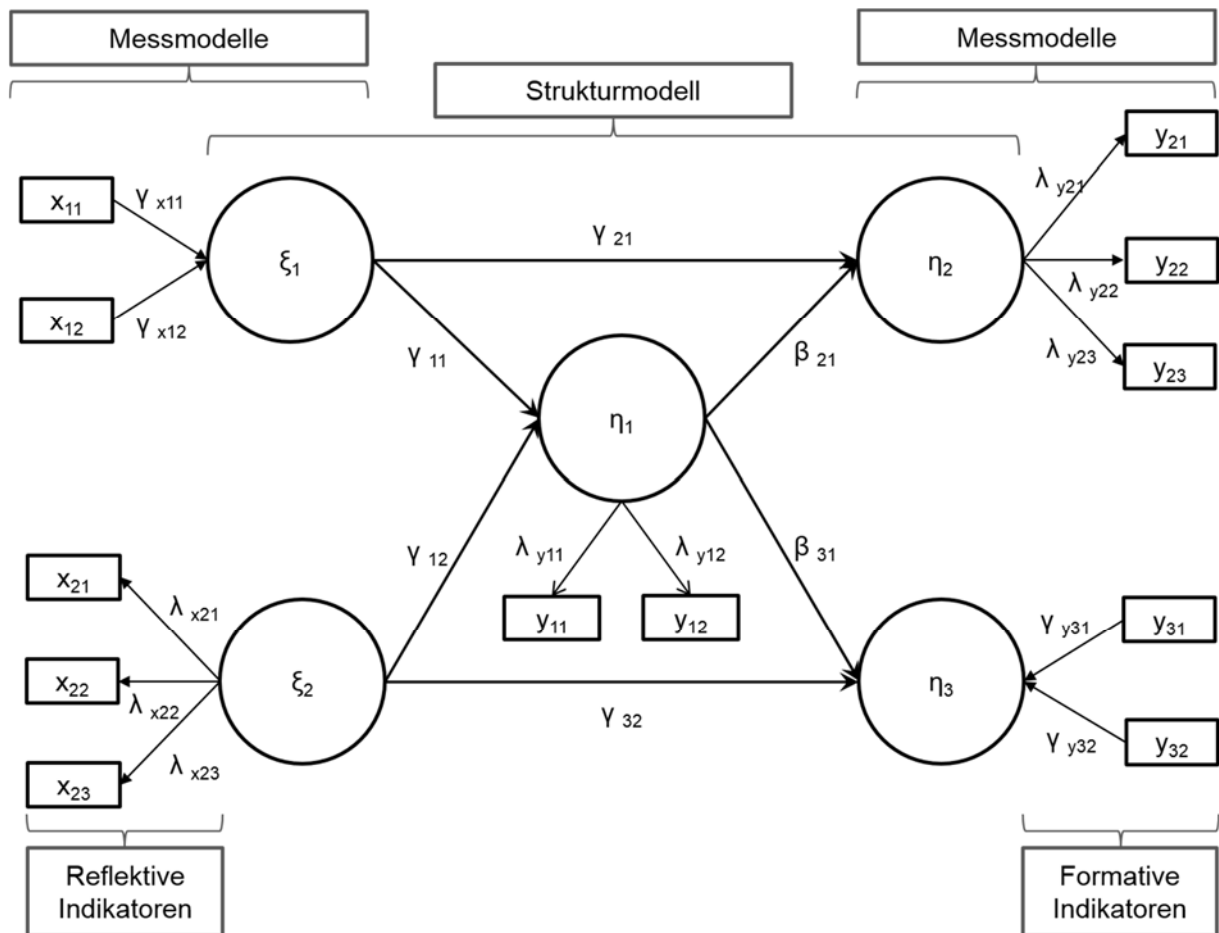 Messmodelle
Messmodelle
Strukturmodell
x₁₁
γ x11
x₁₂
γ x12
ξ₁
γ 21
γ 11
η₂
λ y21
y₂₁
λ y22
y₂₂
λ y23
y₂₃
β 21
η₁
γ 12
λ y11
λ y12
β 31
y₁₁
y₁₂
x₂₁
λ x21
x₂₂
λ x22
x₂₃
λ x23
ξ₂
γ 32
η₃
γ y31
y₃₁
γ y32
y₃₂
Reflektive
Indikatoren
Formative
Indikatoren